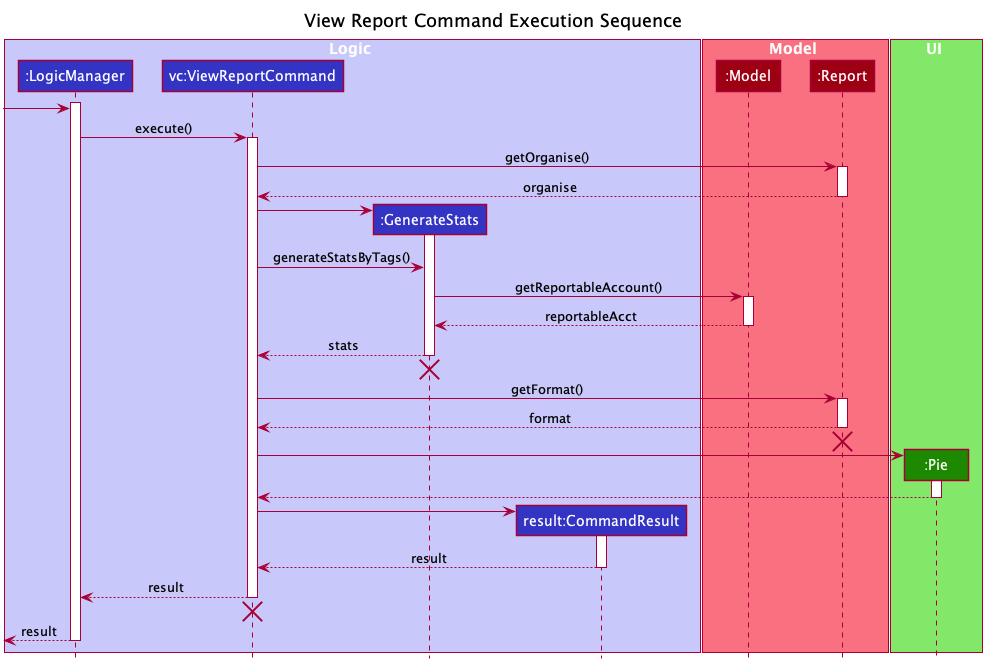 View Report Command Execution Sequence
Logic
Model
UI
:LogicManager
vc:ViewReportCommand
:Model
:Report
execute()
getOrganise()
organise
:GenerateStats
generateStatsByTags()
getReportableAccount()
reportableAcct
stats
getFormat()
format
:Pie
result:CommandResult
result
result
result